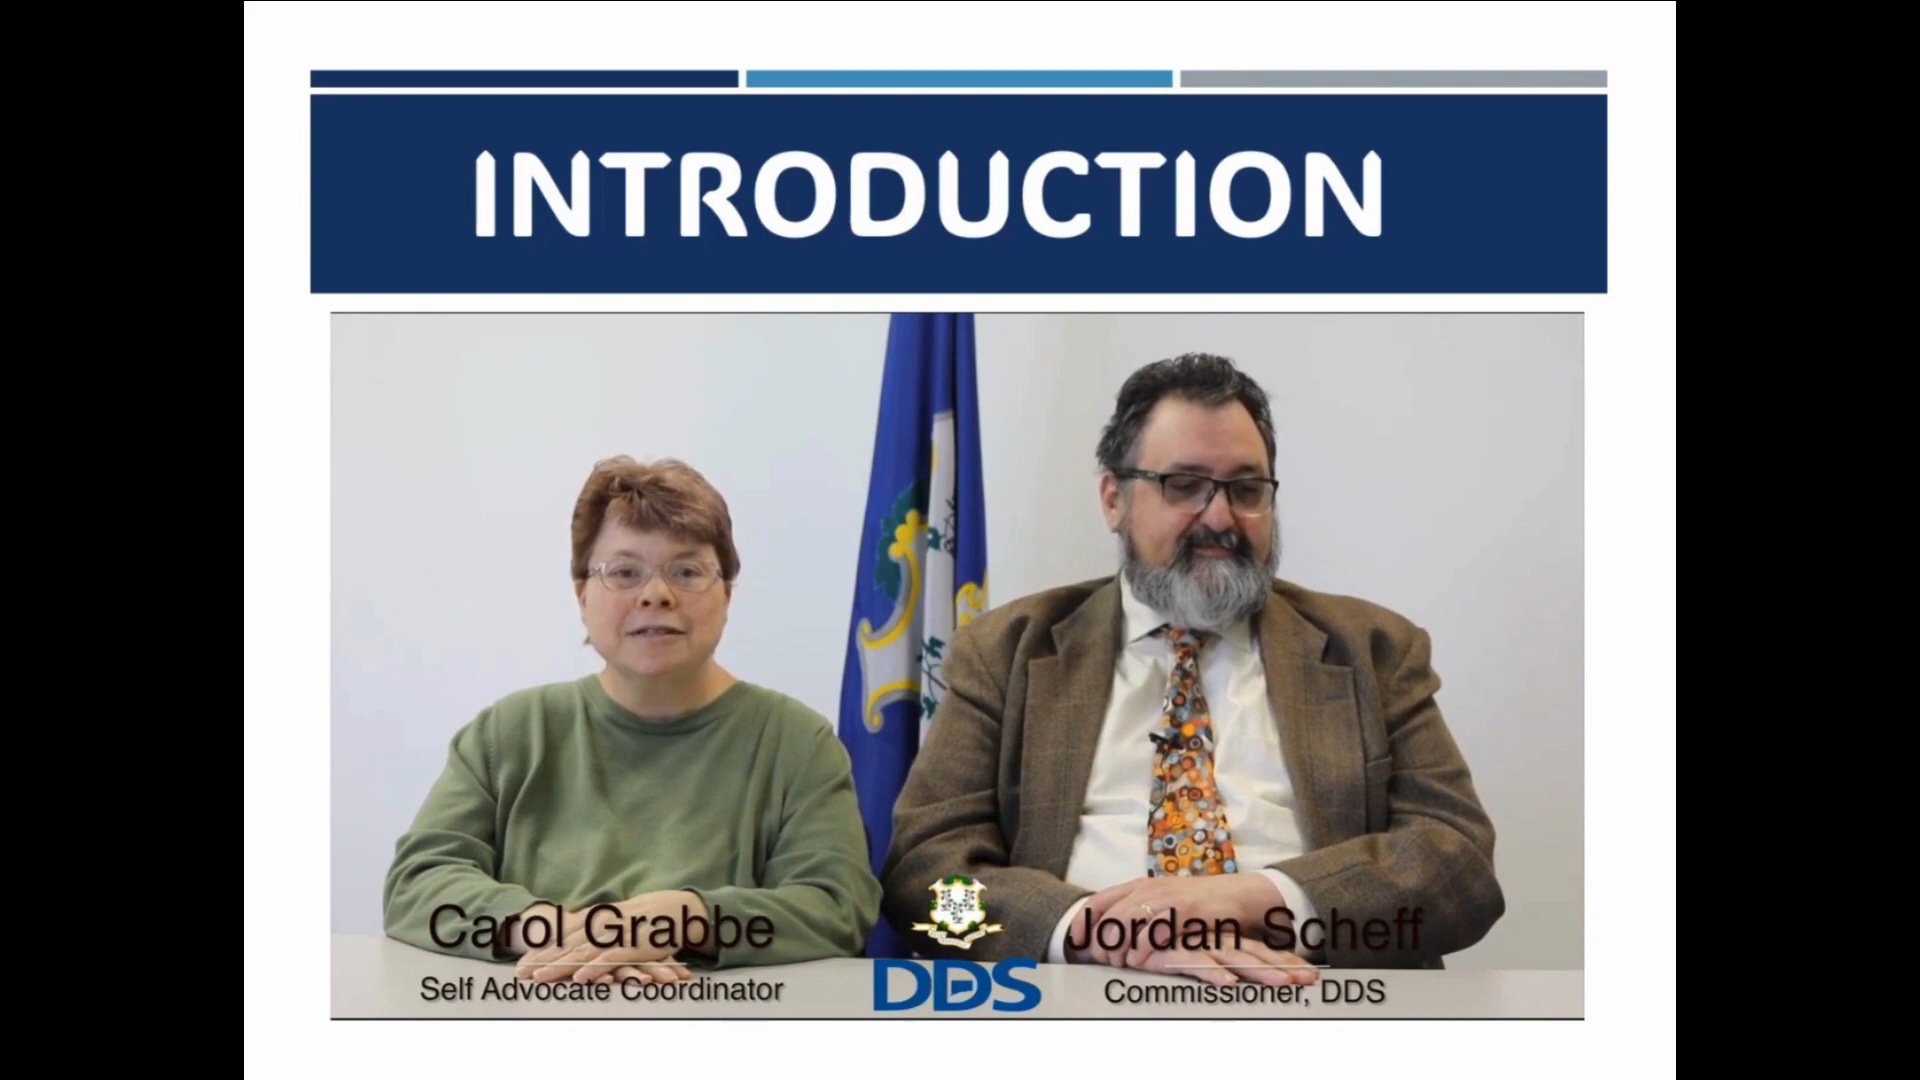 INTRODUCTION
Carol Grabbe
Self Advocate Coordinator
DDS
Jordan Scheff
Commissioner, DDS